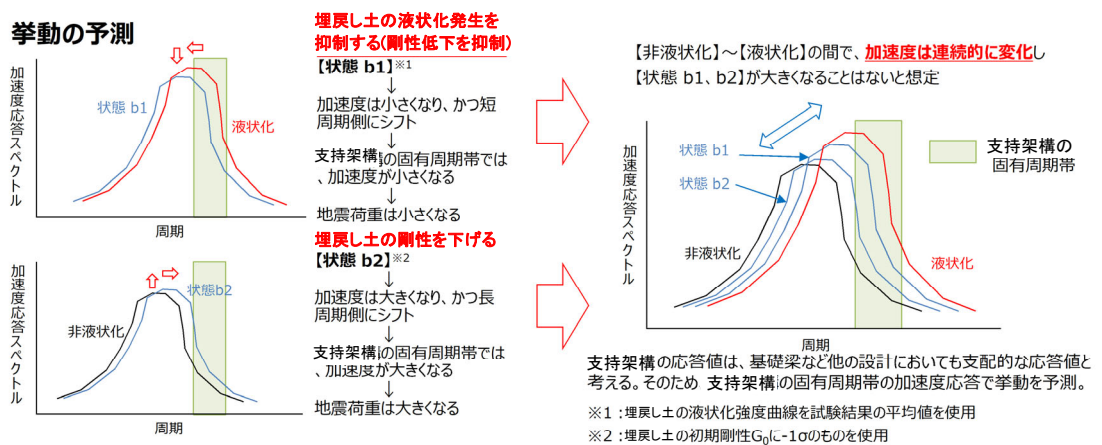 挙動の予測
加速度応答スペクトル
状態 b1
液状化
周期
埋戻し土の液状化発生を
抑制する(剛性低下を抑制)
【状態 b1】※1
↓
加速度は小さくなり、かつ短
周期側にシフト
↓
支持架構の固有周期帯では
、加速度が小さくなる
↓
地震荷重は小さくなる
加速度応答スペクトル
状態b2
非液状化
周期
埋戻し土の剛性を下げる
【状態 b2】※2
↓
加速度は大きくなり、かつ長
周期側にシフト
↓
支持架構の固有周期帯では
、加速度が大きくなる
↓
地震荷重は大きくなる
【非液状化】～【液状化】の間で、加速度は連続的に変化し
【状態 b1、b2】が大きくなることはないと想定
加速度応答スペクトル
状態 b1
状態 b2
非液状化
液状化
周期
支持架構の
固有周期帯
支持架構の応答値は、基礎梁など他の設計においても支配的な応答値と
考える。そのため 支持架構の固有周期帯の加速度応答で挙動を予測。
※1：埋戻し土の液状化強度曲線を試験結果の平均値を使用
※2：埋戻し土の初期剛性G0に-1σのものを使用